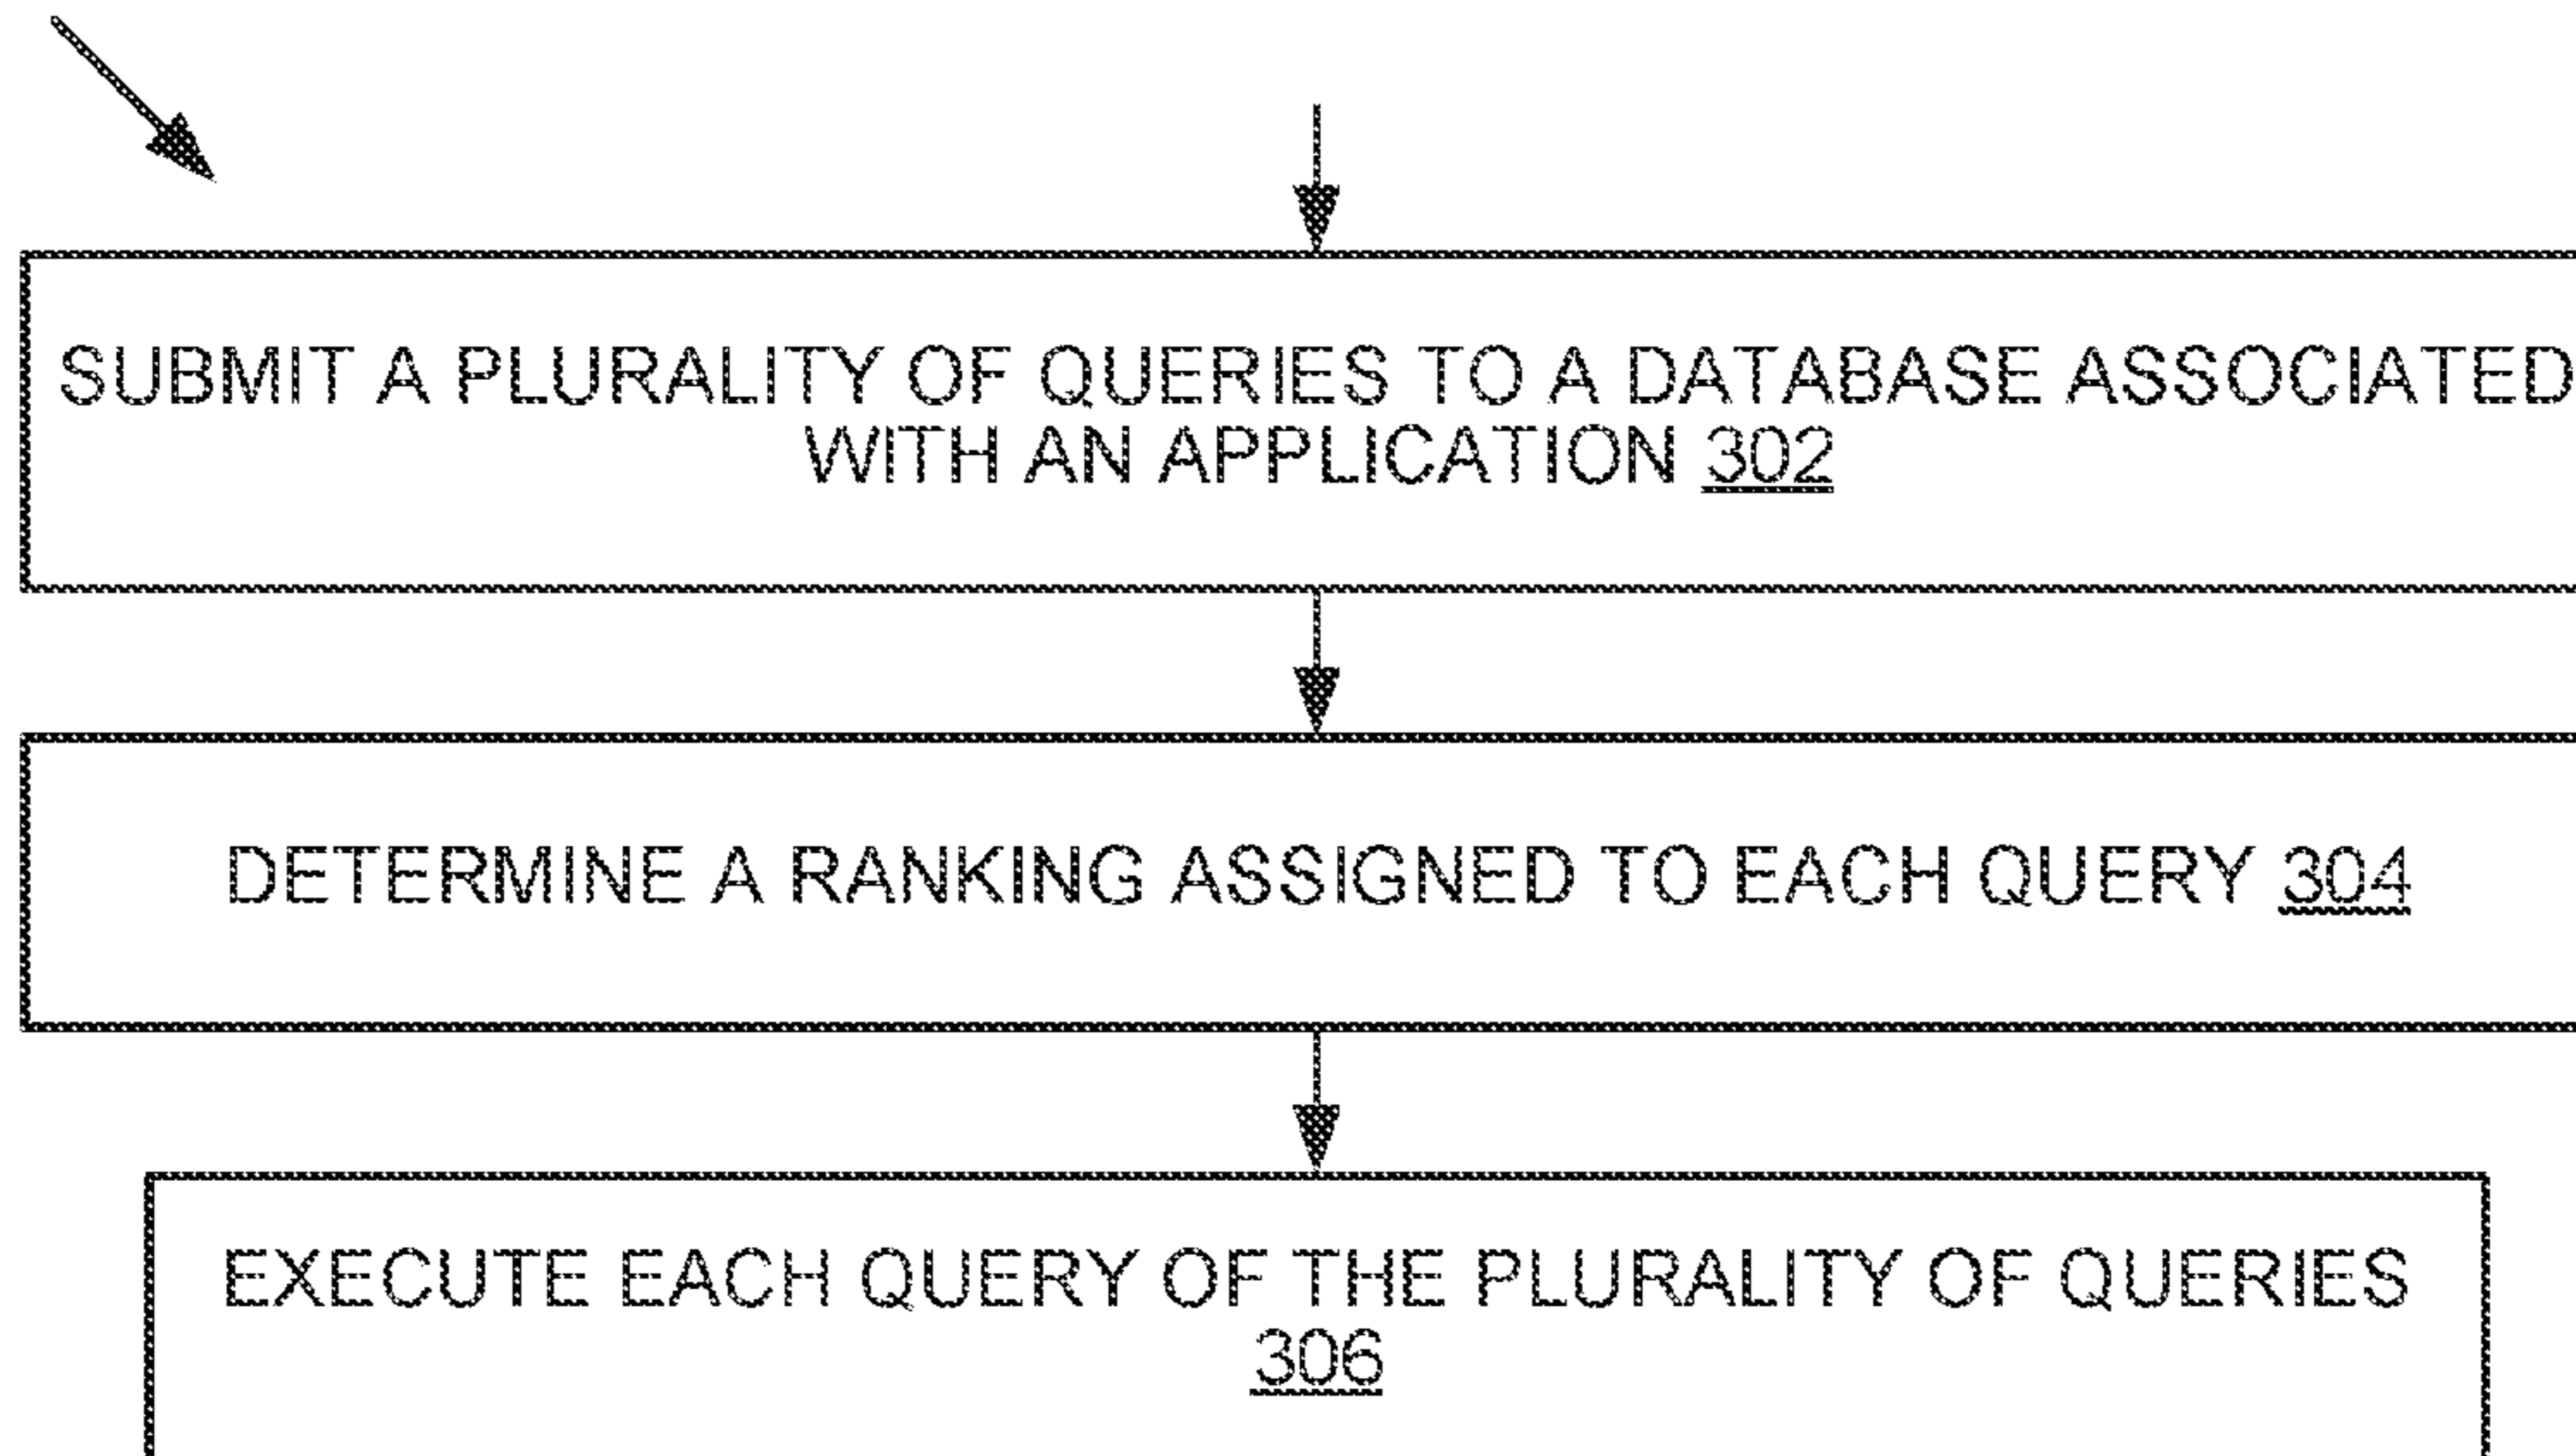 SUBMIT A PLURALITY OF QUERIES TO A DATABASE ASSOCIATED
WITH AN APPLICATION 302
DETERMINE A RANKING ASSIGNED TO EACH QUERY 304
EXECUTE EACH QUERY OF THE PLURALITY OF QUERIES
306